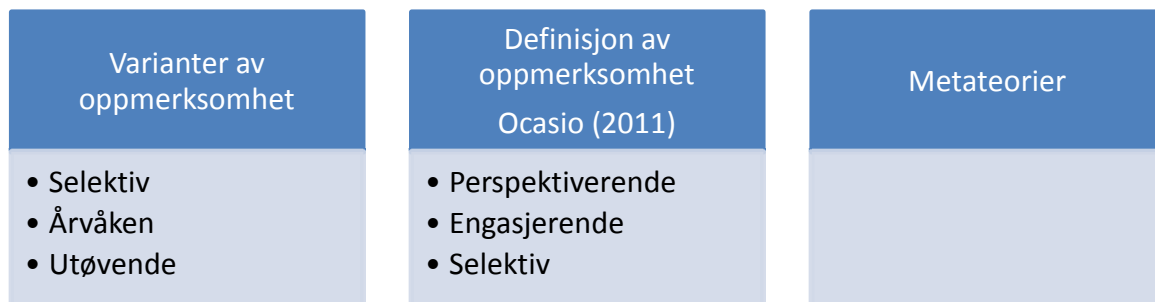 Varianter av
oppmerksomhet
• Selektiv
• Årvåken
• Utøvende
Definisjon av
oppmerksomhet
Ocasio (2011)
• Perspektiverende
• Engasjerende
• Selektiv
Metateorier